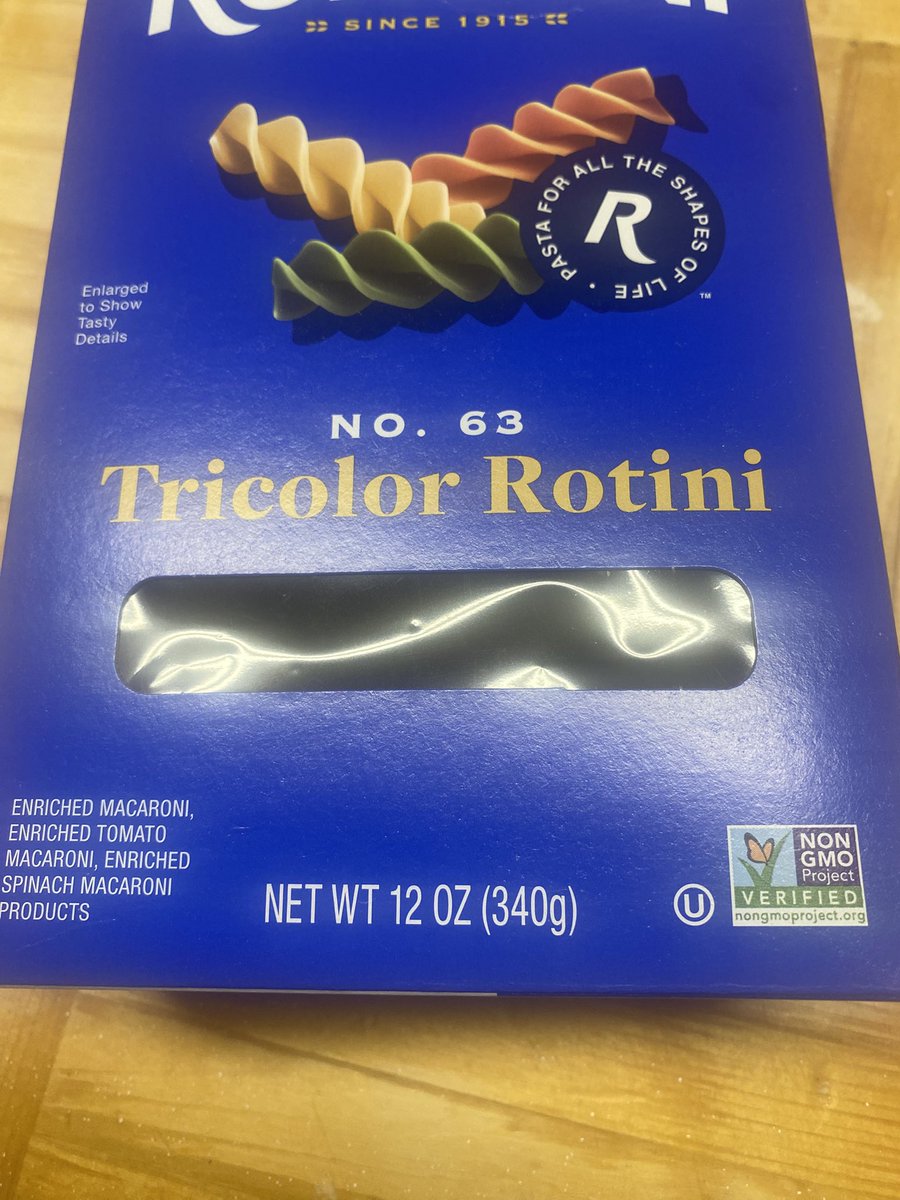 SINCE 1915
PASTA FOR ALL THE SHAPES OF LIFE •
R
TM
Enlarged
to Show
Tasty
Details
NO. 63
Tricolor Rotini
ENRICHED MACARONI,
ENRICHED TOMATO
MACARONI, ENRICHED
SPINACH MACARONI
PRODUCTS
NET WT 12 OZ (340g)
U
NON
GMO
Project
VERIFIED
nongmoproject.org